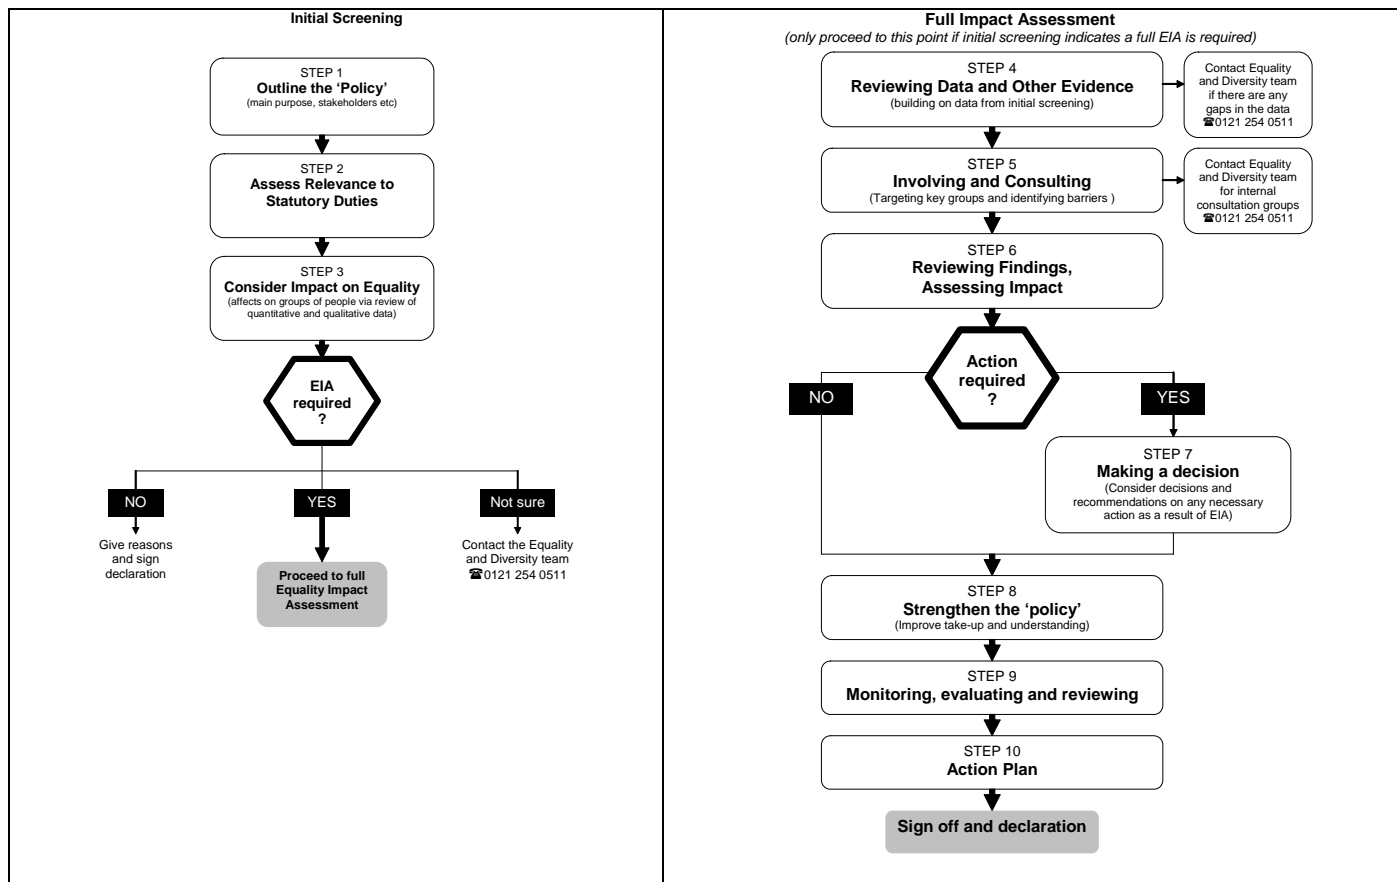 Initial Screening
STEP 1
Outline the ‘Policy’
(main purpose, stakeholders etc)
STEP 2
Assess Relevance to
Statutory Duties
STEP 3
Consider Impact on Equality
(affects on groups of people via review of
quantitative and qualitative data)
EIA
required
?
NO
YES
Not sure
Give reasons
and sign
declaration
Proceed to full
Equality Impact
Assessment
Contact the Equality
and Diversity team
☎0121 254 0511
Full Impact Assessment
(only proceed to this point if initial screening indicates a full EIA is required)
STEP 4
Reviewing Data and Other Evidence
(building on data from initial screening)
Contact Equality
and Diversity team
if there are any
gaps in the data
☎0121 254 0511
STEP 5
Involving and Consulting
(Targeting key groups and identifying barriers )
Contact Equality
and Diversity team
for internal
consultation groups
☎0121 254 0511
STEP 6
Reviewing Findings,
Assessing Impact
Action
required
?
NO
YES
STEP 7
Making a decision
(Consider decisions and
recommendations on any necessary
action as a result of EIA)
STEP 8
Strengthen the ‘policy’
(Improve take-up and understanding)
STEP 9
Monitoring, evaluating and reviewing
STEP 10
Action Plan
Sign off and declaration